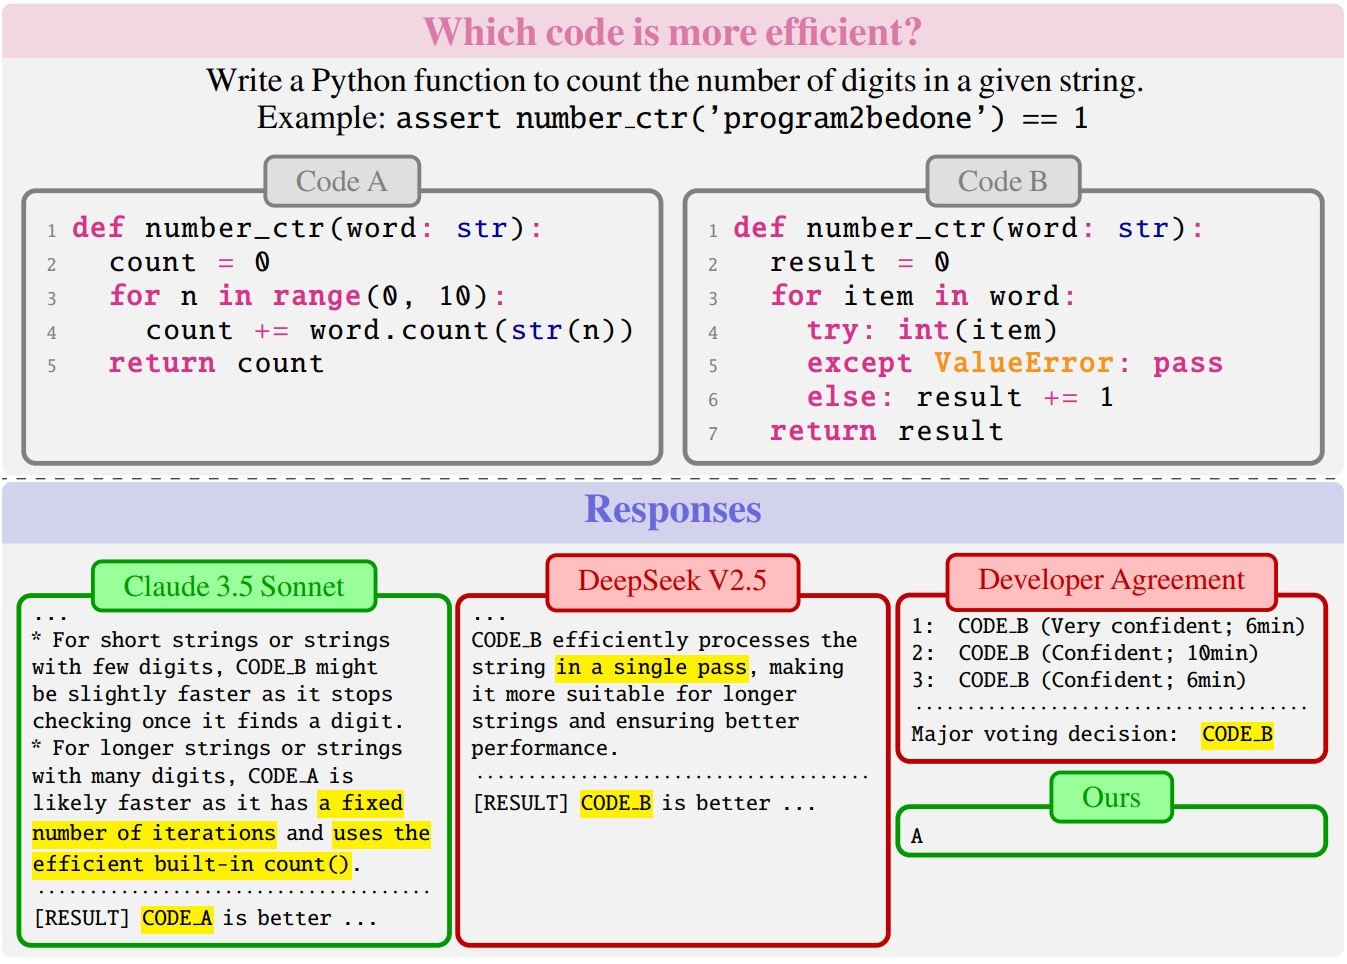 Which code is more efficient?
Write a Python function to count the number of digits in a given string.
Example: assert number_ctr(’program2bedone’) == 1
Code A
1 def number_ctr(word: str):
2   count = 0
3   for n in range(0, 10):
4     count += word.count(str(n))
5   return count
Code B
1 def number_ctr(word: str):
2   result = 0
3   for item in word:
4     try: int(item)
5     except ValueError: pass
6     else: result += 1
7   return result
Responses
Claude 3.5 Sonnet
...
* For short strings or strings
with few digits, CODE_B might
be slightly faster as it stops
checking once it finds a digit.
* For longer strings or strings
with many digits, CODE_A is
likely faster as it has a fixed
number of iterations and uses the
efficient built-in count().
[RESULT] CODE_A is better ...
DeepSeek V2.5
...
CODE_B efficiently processes the
string in a single pass, making
it more suitable for longer
strings and ensuring better
performance.
[RESULT] CODE_B is better ...
Developer Agreement
1: CODE_B (Very confident; 6min)
2: CODE_B (Confident; 10min)
3: CODE_B (Confident; 6min)
Major voting decision: CODE_B
Ours
A